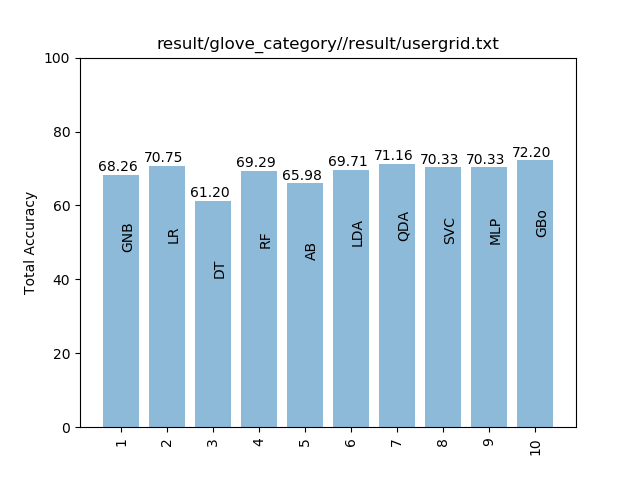 result/glove_category//result/usergrid.txt
Total Accuracy
100
80
60
40
20
0
68.26
70.75
61.20
69.29
65.98
69.71
71.16
70.33
70.33
72.20
GNB
LR
DT
RF
AB
LDA
QDA
SVC
MLP
GBo
1
2
3
4
5
6
7
8
9
10